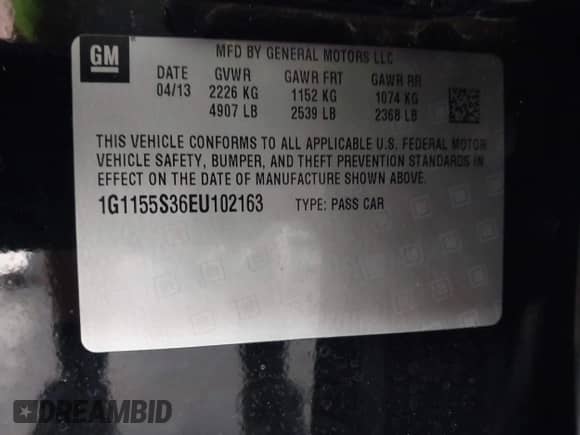 GM
MFD BY GENERAL MOTORS LLC
DATE GVWR GAWR FRT GAWR RR
04/13 2226 KG 1152 KG 1074 KG
4907 LB 2539 LB 2368 LB
THIS VEHICLE CONFORMS TO ALL APPLICABLE U.S. FEDERAL MOTOR
VEHICLE SAFETY, BUMPER, AND THEFT PREVENTION STANDARDS IN
EFFECT ON THE DATE OF MANUFACTURE SHOWN ABOVE.
1G1155S36EU102163 TYPE: PASS CAR
DREAMBID